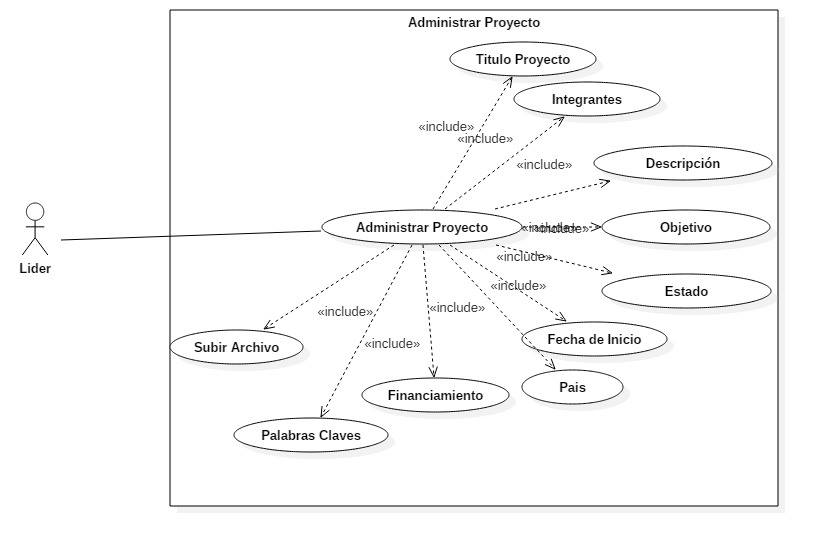 Administrar Proyecto
Titulo Proyecto
Integrantes
«include»
«include»
«include»
Descripción
Administrar Proyecto
«include»
«include»
Objetivo
«include»
Lider
«include»
Estado
«include»
«include»
Fecha de Inicio
«include»
Subir Archivo
Pais
Financiamiento
Palabras Claves